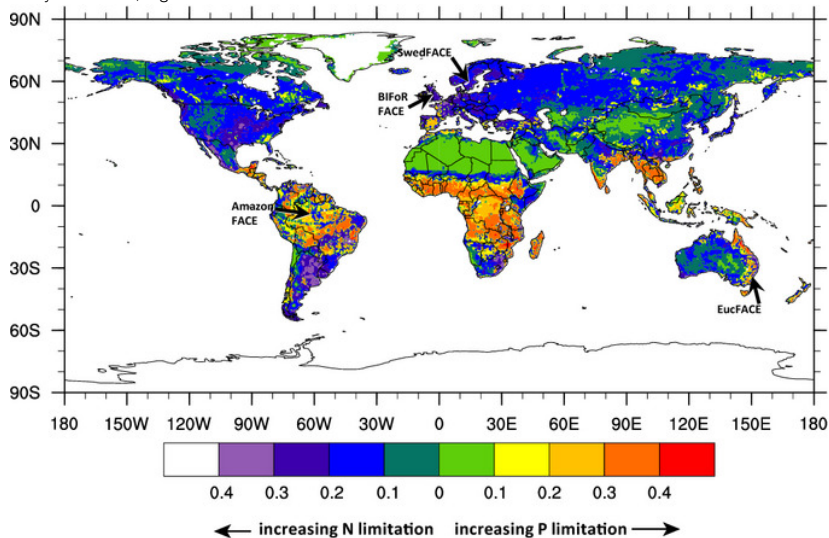 90N
60N
30N
0
30S
60S
90S
SwedFACE
BIFoR
FACE
Amazon
FACE
EucFACE
180 150W 120W 90W 60W 30W 0 30E 60E 90E 120E 150E 180
0.4 0.3 0.2 0.1 0 0.1 0.2 0.3 0.4
increasing N limitation increasing P limitation